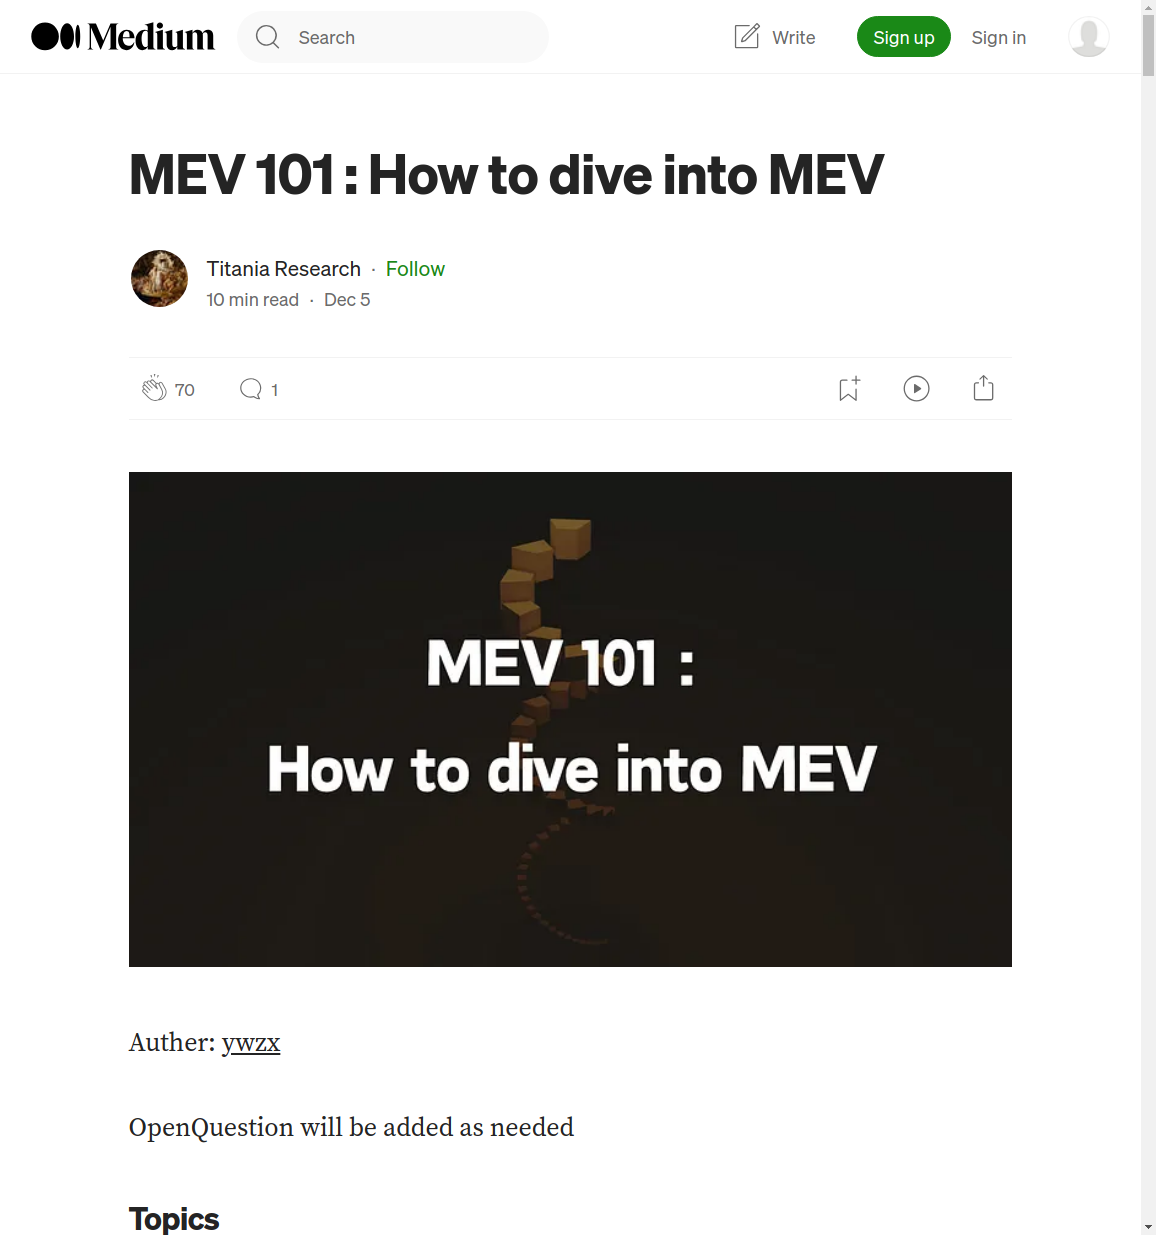 Medium
Search
Write
Sign up
Sign in
MEV 101 : How to dive into MEV
Titania Research · Follow
10 min read · Dec 5
70
1
MEV 101 :
How to dive into MEV
Auther: ywzx
OpenQuestion will be added as needed
Topics